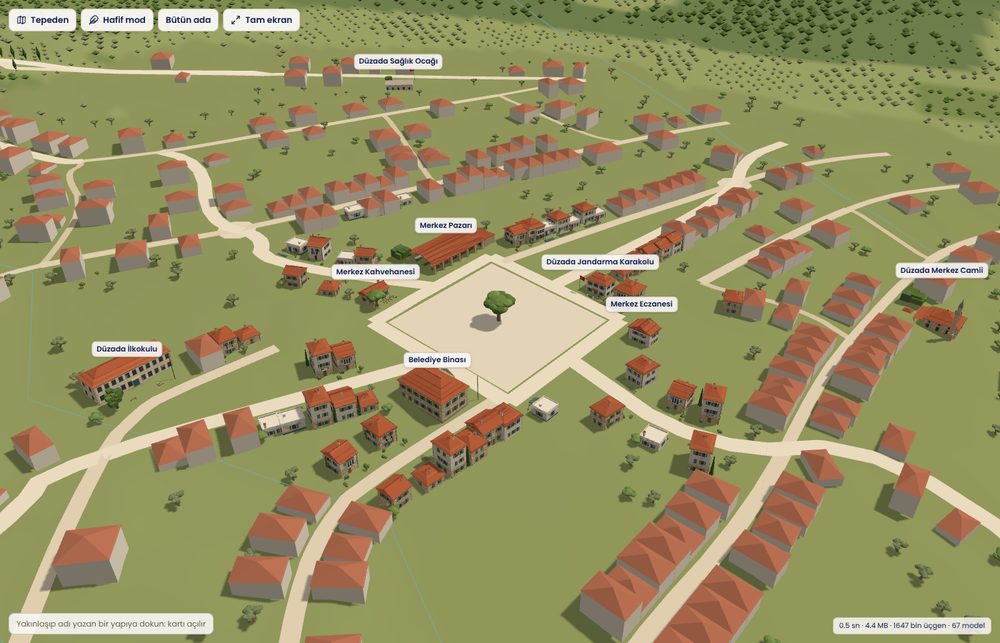 Tepeden
Hafif mod
Bütün ada
Tam ekran
Düzada Sağlık Ocağı
Merkez Pazarı
Düzada Jandarma Karakolu
Merkez Kahvehanesi
Düzada Merkez Camii
Merkez Eczanesi
Düzada İlkokulu
Belediye Binası
Yakınlaşıp adı yazan bir yapıya dokun: kartı açılır
0.5 sn · 4.4 MB · 1647 bin üçgen · 67 model